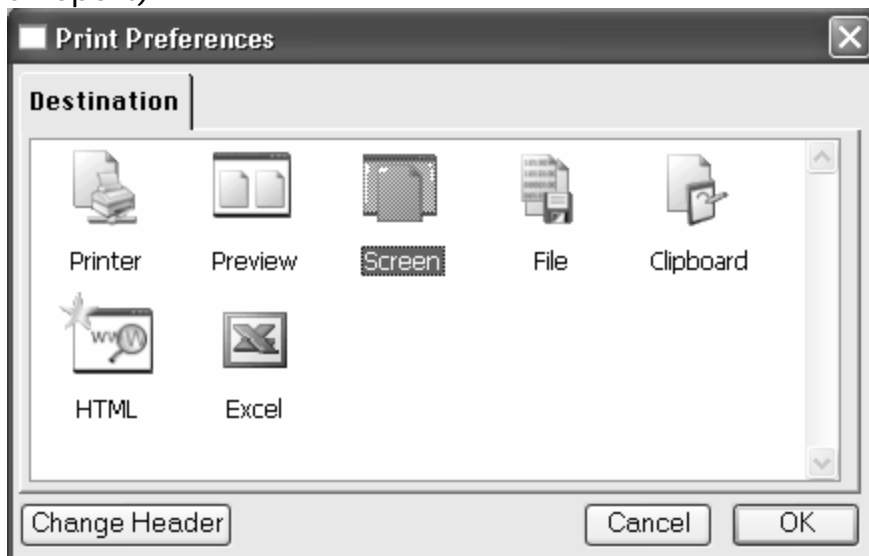 Print Preferences
Destination
Printer Preview Screen File Clipboard
HTML Excel
Change Header Cancel OK